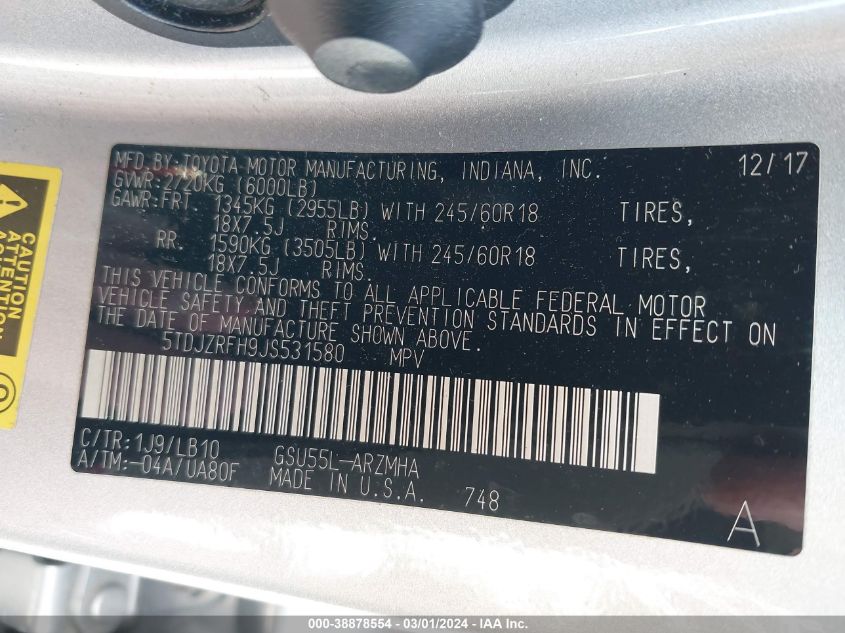 MFD BY:TOYOTA MOTOR MANUFACTURING, INDIANA, INC. 12/17
GVWR:2720KG (6000LB)
GAWR:FRT 1345KG (2955LB) WITH 245/60R18 TIRES,
18X7.5J RIMS.
RR. 1590KG (3505LB) WITH 245/60R18 TIRES,
18X7.5J RIMS.
THIS VEHICLE CONFORMS TO ALL APPLICABLE FEDERAL MOTOR
VEHICLE SAFETY AND THEFT PREVENTION STANDARDS IN EFFECT ON
THE DATE OF MANUFACTURE SHOWN ABOVE.
5TDJZRFH9JS531580 MPV
C/TR:1J9/LB10 GSU55L-ARZMHA
A/TM:-04A/UA80F MADE IN U.S.A. 748
A
CAUTION
ATTENTION
000-38878554 - 03/01/2024 - IAA Inc.